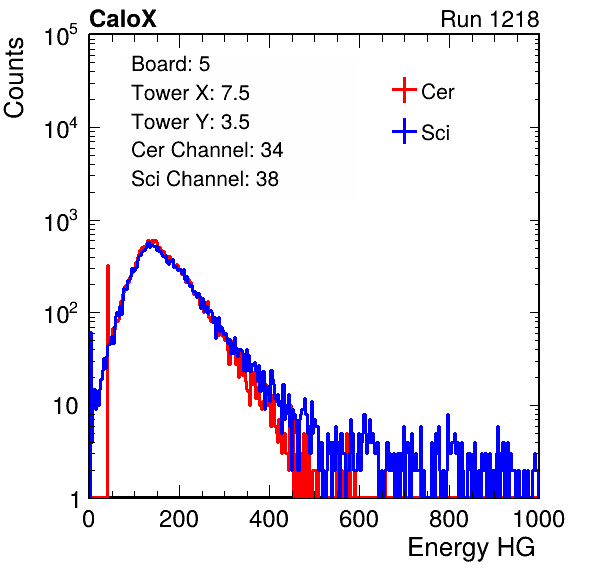 CaloX Run 1218
Counts
Board: 5
Tower X: 7.5
Tower Y: 3.5
Cer Channel: 34
Sci Channel: 38
Cer
Sci
10^5
10^4
10^3
10^2
10
1
0 200 400 600 800 1000
Energy HG